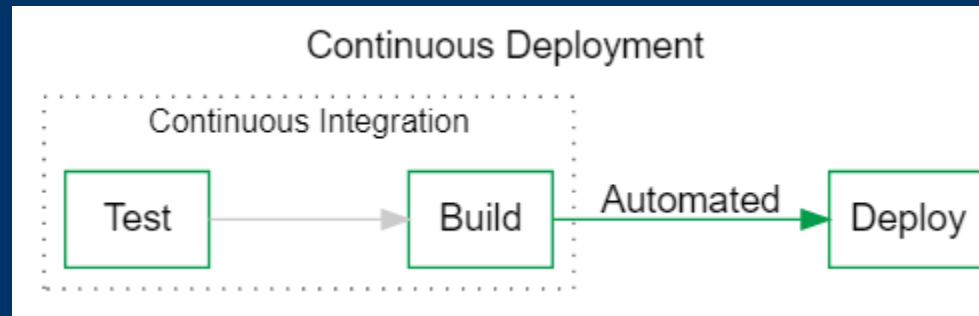 Continuous Deployment
Continuous Integration
Test
Build
Automated
Deploy